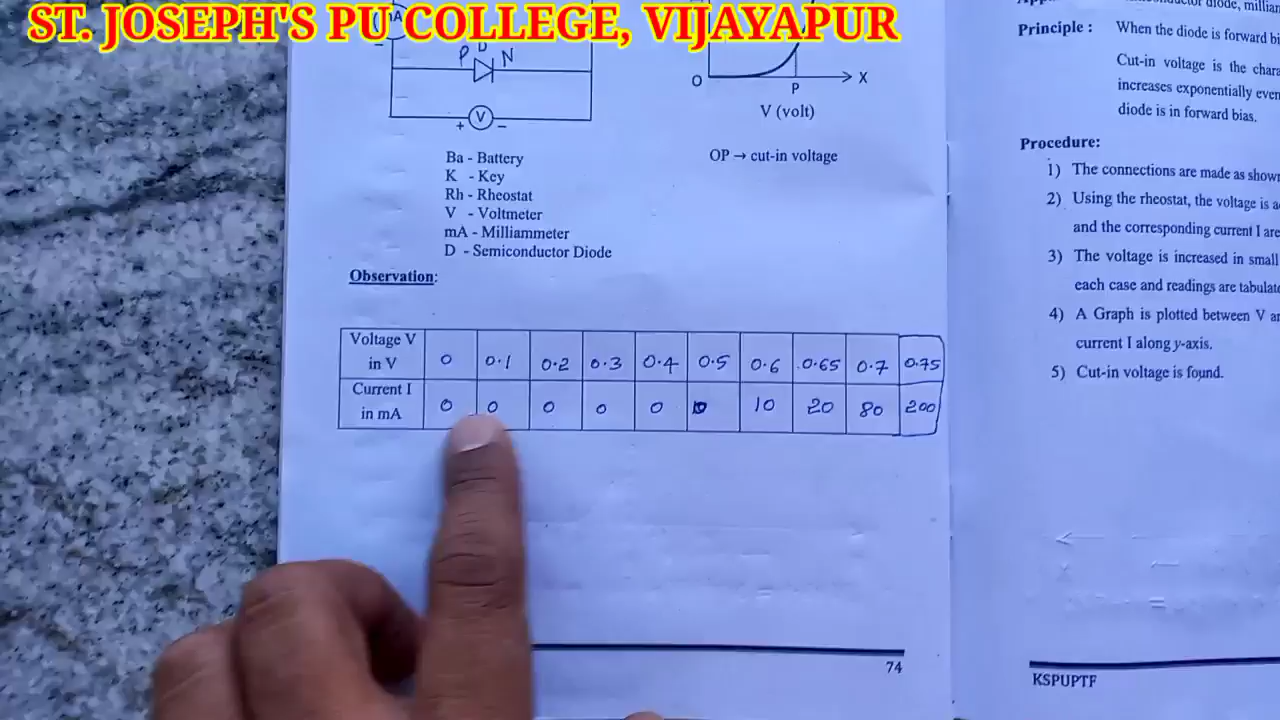 ST. JOSEPH'S PU COLLEGE, VIJAYAPUR
P D N
V
+ −
O
P
X
V (volt)
Ba - Battery
K - Key
Rh - Rheostat
V - Voltmeter
mA - Milliammeter
D - Semiconductor Diode
OP → cut-in voltage
Observation:
Voltage V in V 0 0.1 0.2 0.3 0.4 0.5 0.6 0.65 0.7 0.75
Current I in mA 0 0 0 0 0 0 10 20 80 200
74
diode, millian
Principle : When the diode is forward bi
Cut-in voltage is the chara
increases exponentially even
diode is in forward bias.
Procedure:
1) The connections are made as shown
2) Using the rheostat, the voltage is a
and the corresponding current I are
3) The voltage is increased in small
each case and readings are tabulate
4) A Graph is plotted between V a
current I along y-axis.
5) Cut-in voltage is found.
KSPUPTF